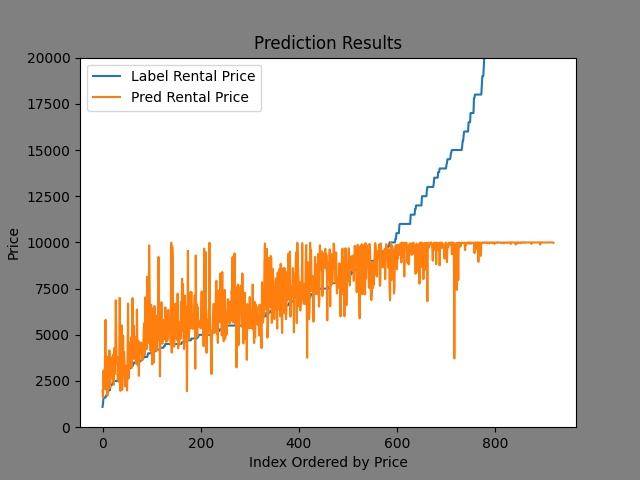 Prediction Results
20000
17500
15000
12500
10000
7500
5000
2500
0
Price
Label Rental Price
Pred Rental Price
0 200 400 600 800
Index Ordered by Price